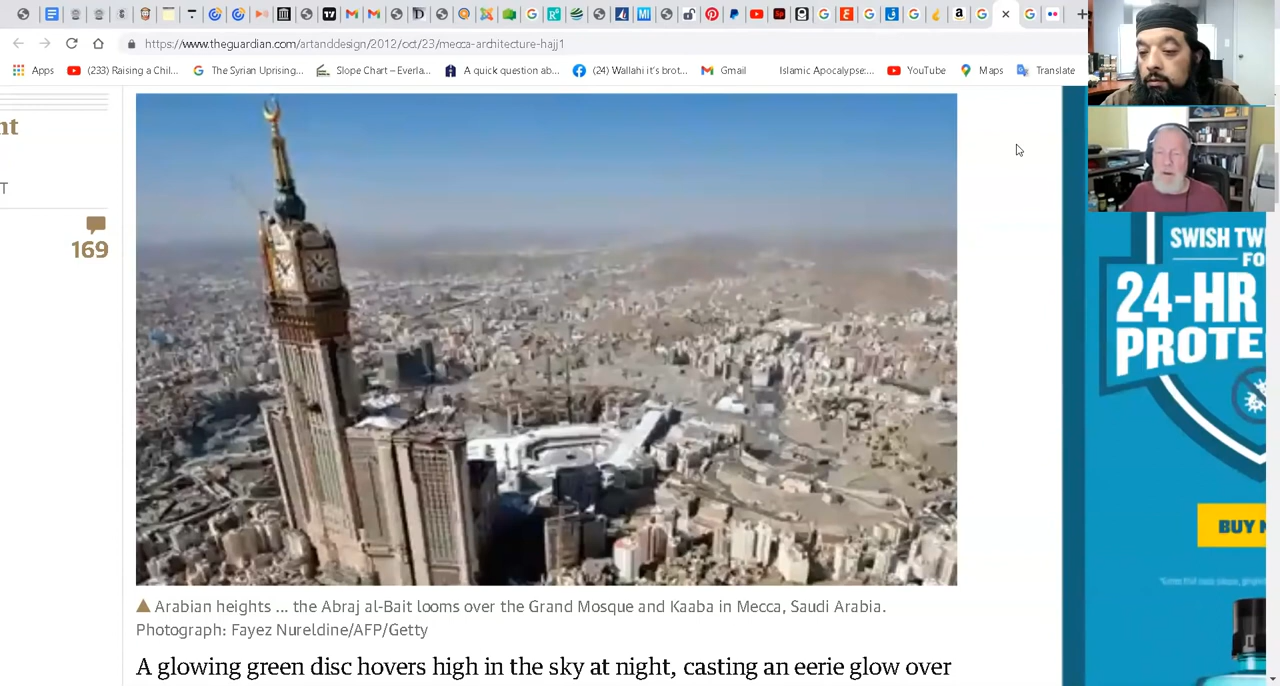 https://www.theguardian.com/artanddesign/2012/oct/23/mecca-architecture-hajj1
Apps (233) Raising a Chil... The Syrian Uprising... Slope Chart – Everla... A quick question ab... (24) Wallahi it's brot... Gmail Islamic Apocalypse:... YouTube Maps Translate
nt
T
169
SWISH TWI
FO
24-HR
PROTE
BUY N
Arabian heights ... the Abraj al-Bait looms over the Grand Mosque and Kaaba in Mecca, Saudi Arabia.
Photograph: Fayez Nureldine/AFP/Getty
A glowing green disc hovers high in the sky at night, casting an eerie glow over